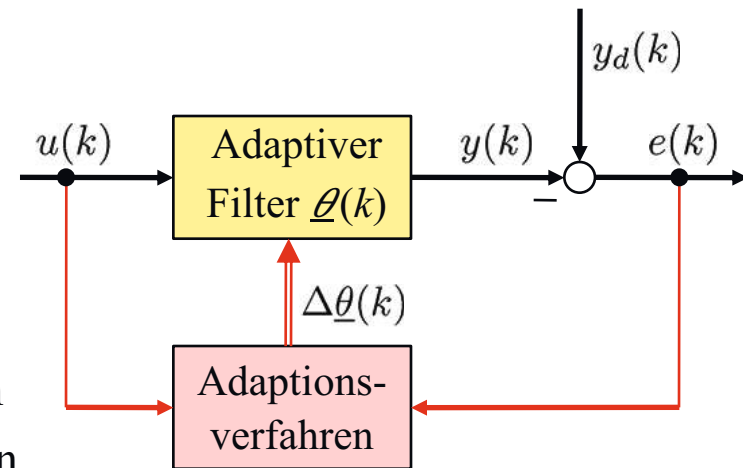 y_d(k)
u(k)
Adaptiver
Filter θ(k)
y(k)
e(k)
−
Δθ(k)
Adaptions-
verfahren
n